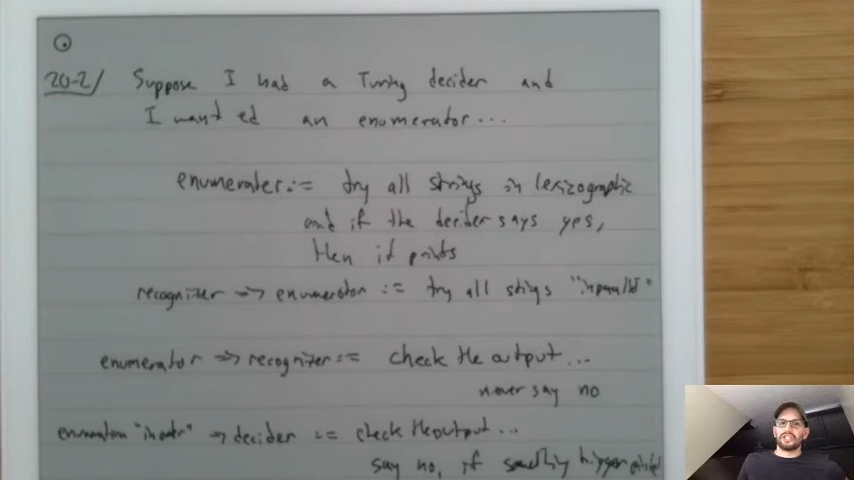 20-2/ Suppose I had a Turing decider and
I wanted an enumerator...
enumerater := try all strings in lexicographic
and if the decider says yes,
then it prints
recognizer => enumerator := try all strings "in parallel"
enumerator => recognizer := check the output...
never say no
enumerator "in order" -> decider := check the output...
say no, if something bigger printed